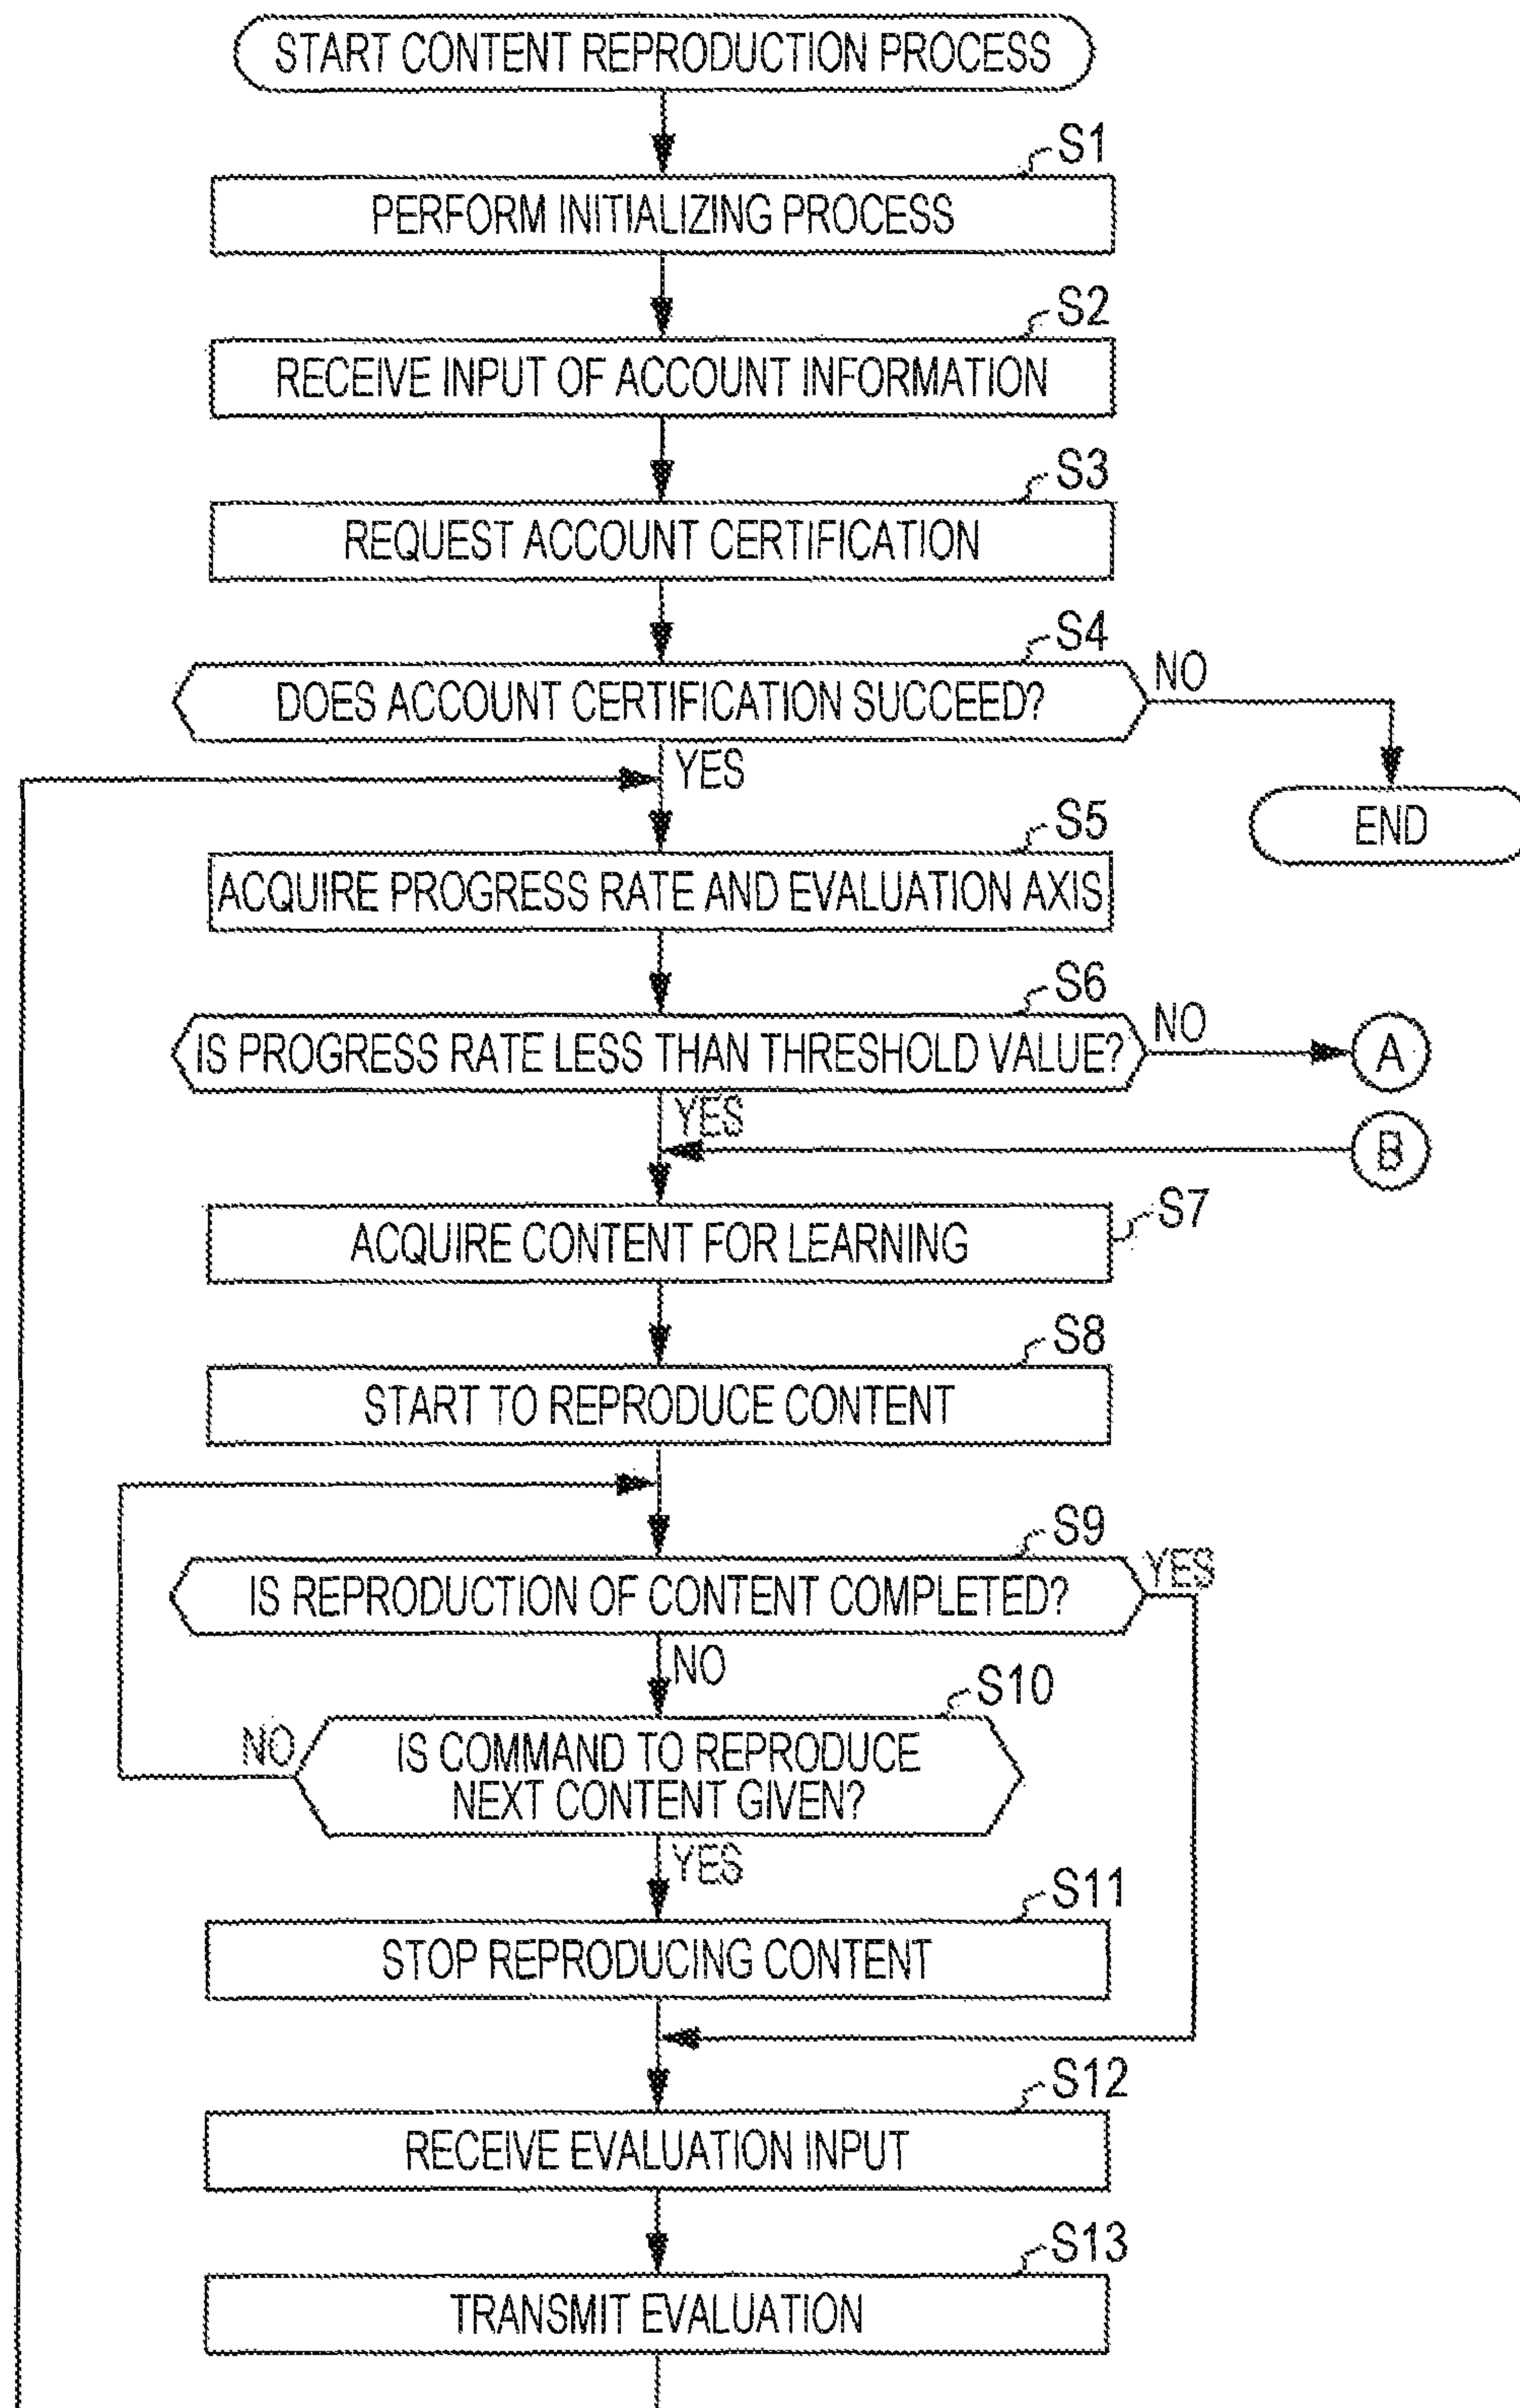 START CONTENT REPRODUCTION PROCESS
S1
PERFORM INITIALIZING PROCESS
S2
RECEIVE INPUT OF ACCOUNT INFORMATION
S3
REQUEST ACCOUNT CERTIFICATION
S4
DOES ACCOUNT CERTIFICATION SUCCEED?
NO
YES
END
S5
ACQUIRE PROGRESS RATE AND EVALUATION AXIS
S6
IS PROGRESS RATE LESS THAN THRESHOLD VALUE?
NO
A
YES
B
S7
ACQUIRE CONTENT FOR LEARNING
S8
START TO REPRODUCE CONTENT
S9
IS REPRODUCTION OF CONTENT COMPLETED?
YES
NO
S10
NO
IS COMMAND TO REPRODUCE
NEXT CONTENT GIVEN?
YES
S11
STOP REPRODUCING CONTENT
S12
RECEIVE EVALUATION INPUT
S13
TRANSMIT EVALUATION